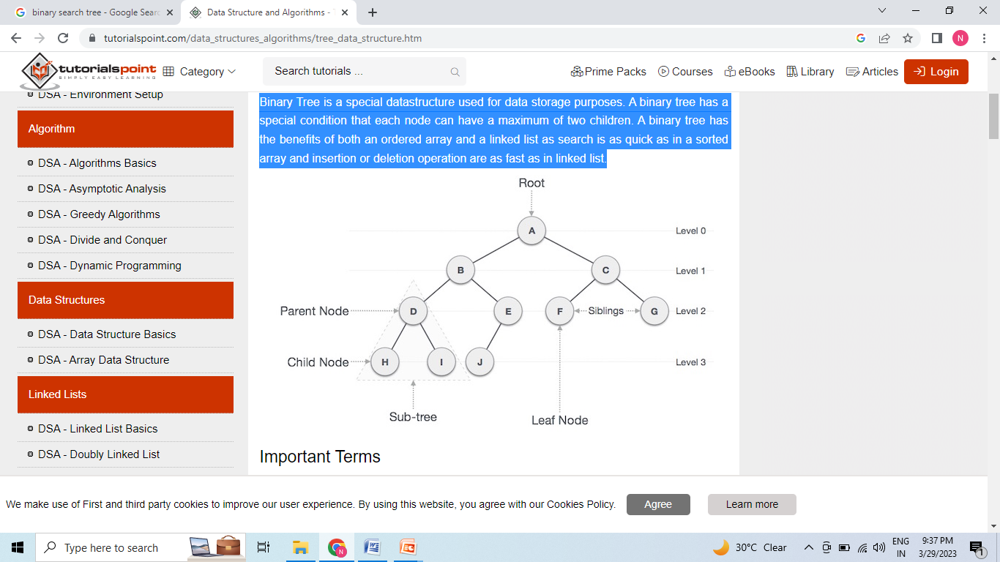 binary search tree - Google Sear
Data Structure and Algorithms -
tutorialspoint.com/data_structures_algorithms/tree_data_structure.htm
N
tutorialspoint
SIMPLY EASY LEARNING
Category
Search tutorials ...
Prime Packs
Courses
eBooks
Library
Articles
Login
DSA - Environment Setup
Algorithm
DSA - Algorithms Basics
DSA - Asymptotic Analysis
DSA - Greedy Algorithms
DSA - Divide and Conquer
DSA - Dynamic Programming
Data Structures
DSA - Data Structure Basics
DSA - Array Data Structure
Linked Lists
DSA - Linked List Basics
DSA - Doubly Linked List
Binary Tree is a special datastructure used for data storage purposes. A binary tree has a
special condition that each node can have a maximum of two children. A binary tree has
the benefits of both an ordered array and a linked list as search is as quick as in a sorted
array and insertion or deletion operation are as fast as in linked list.
Root
A Level 0
B C Level 1
Parent Node D E F Siblings G Level 2
Child Node H I J Level 3
Sub-tree
Leaf Node
Important Terms
We make use of First and third party cookies to improve our user experience. By using this website, you agree with our Cookies Policy.
Agree
Learn more
Type here to search
30°C Clear
ENG
IN
9:37 PM
3/29/2023
1